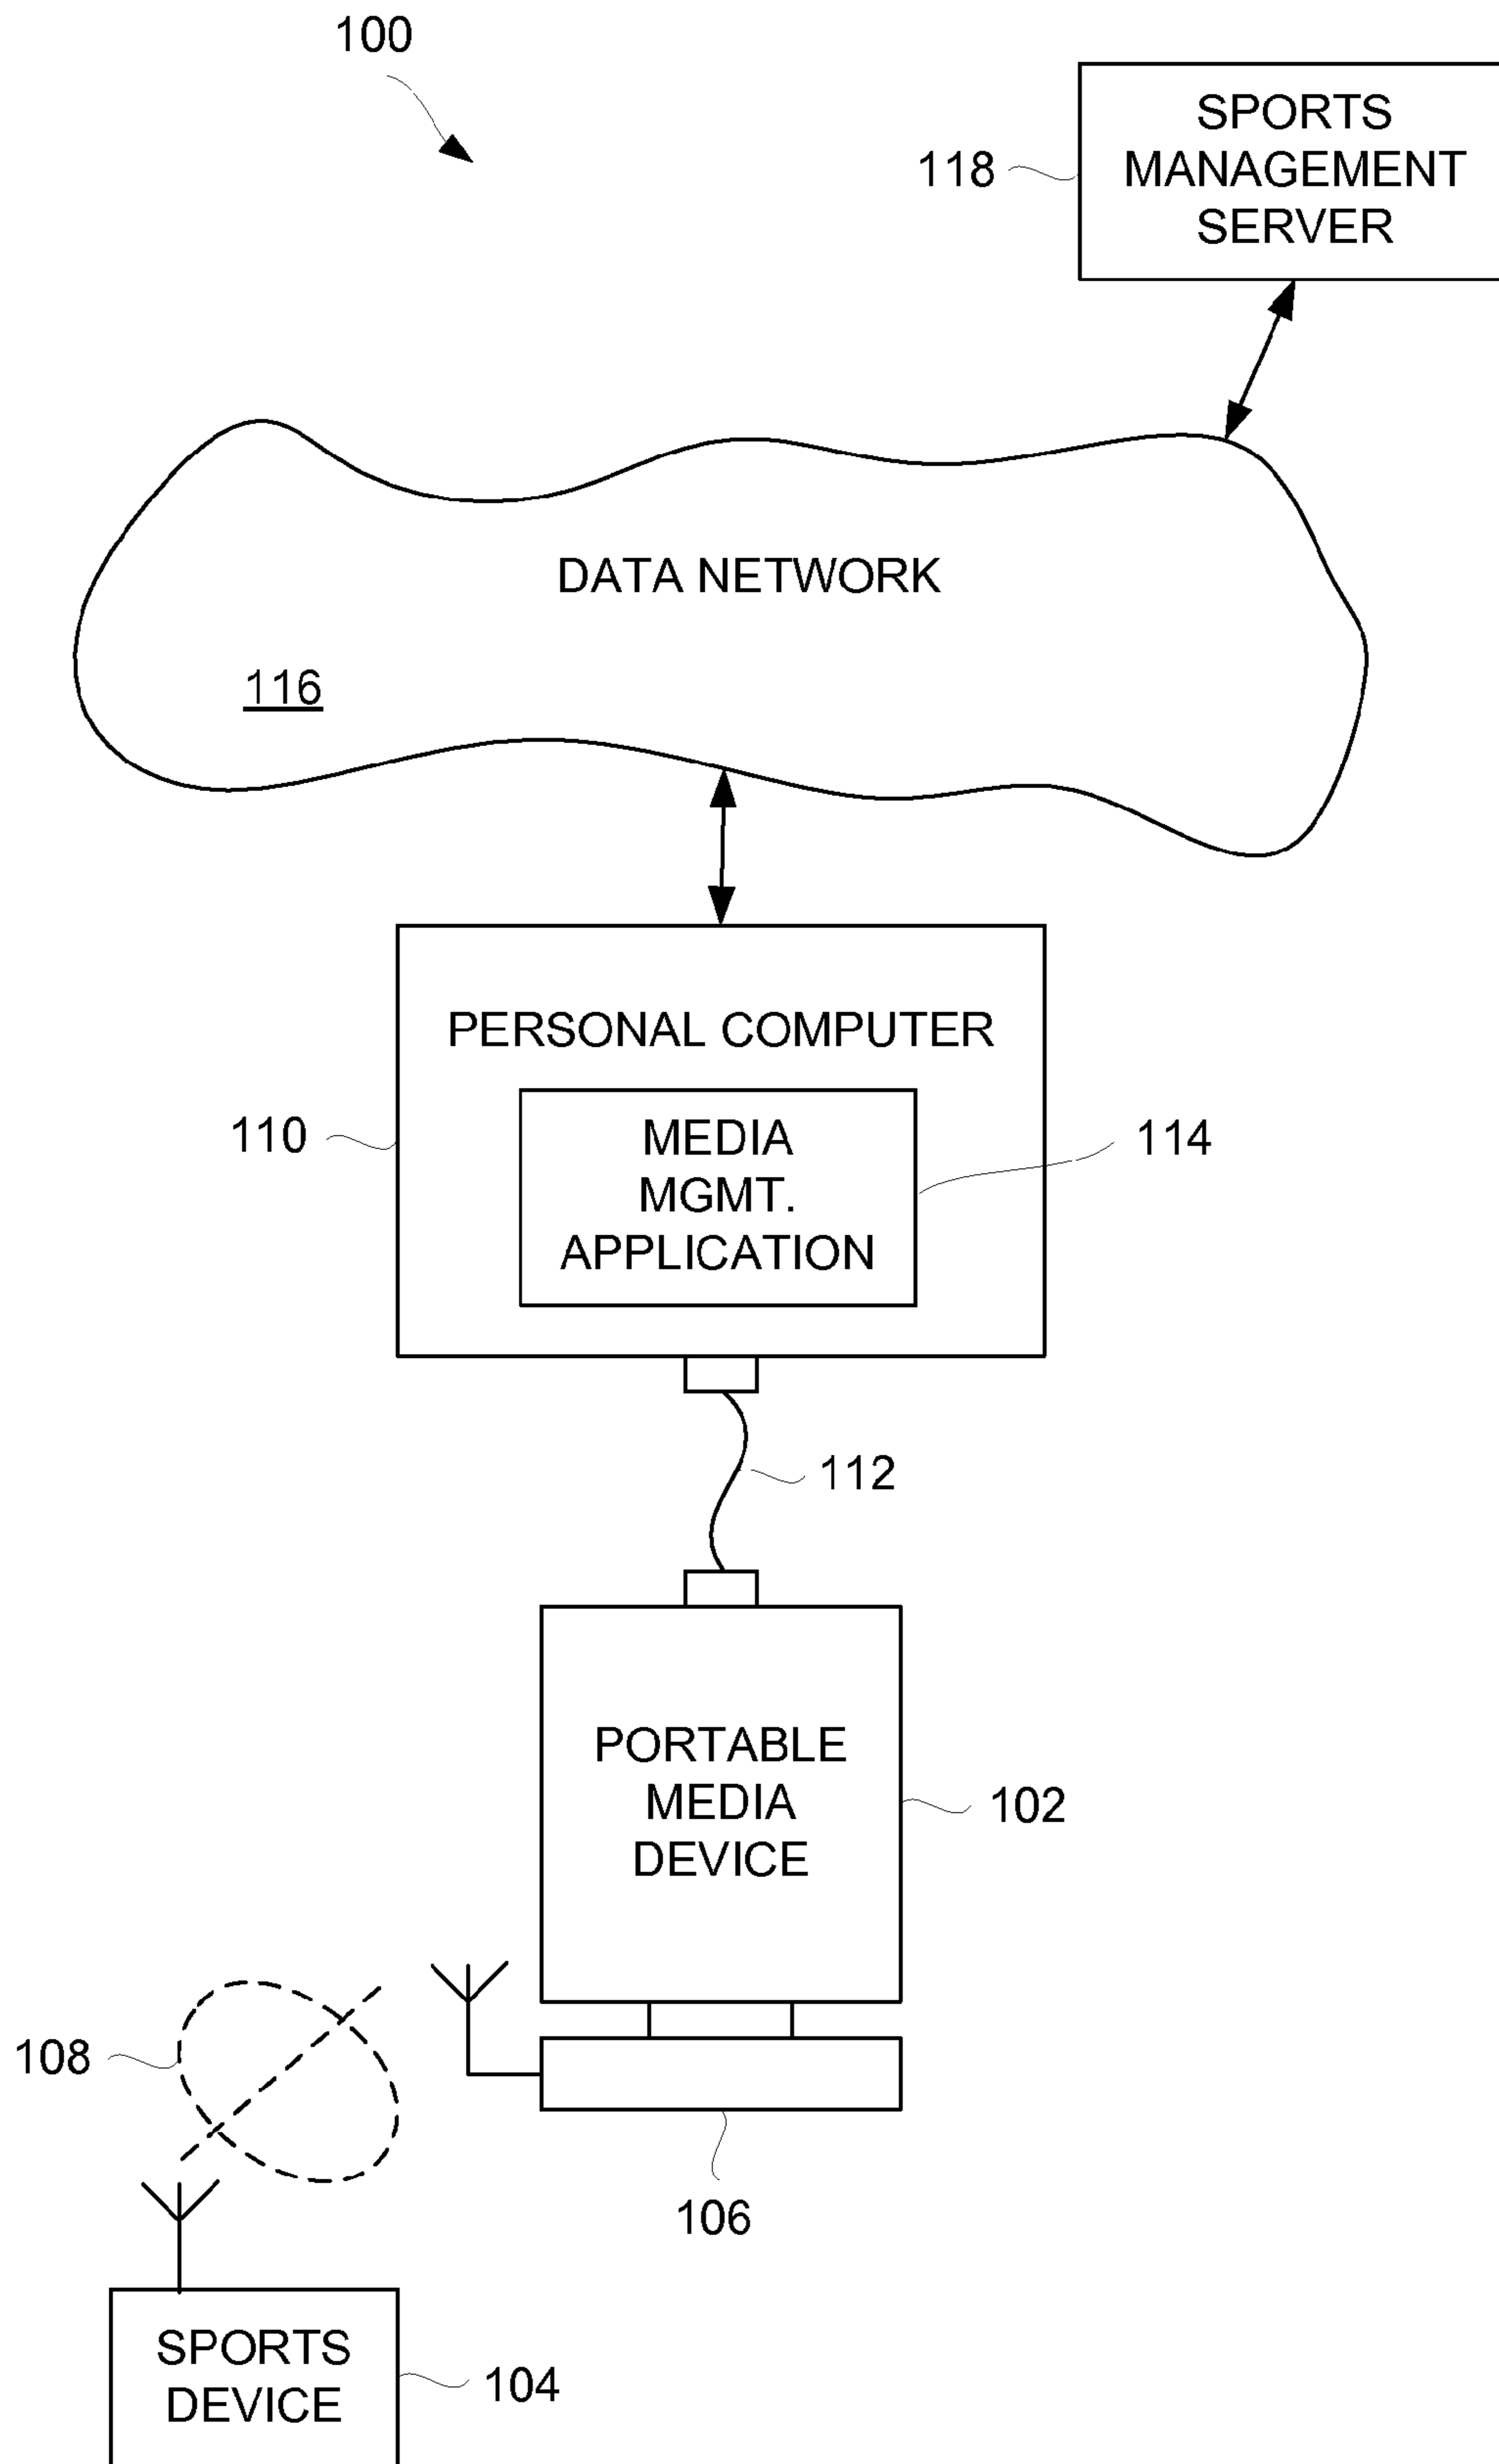 100
SPORTS
MANAGEMENT
SERVER
118
DATA NETWORK
116
PERSONAL COMPUTER
110
MEDIA
MGMT.
APPLICATION
114
112
PORTABLE
MEDIA
DEVICE
102
108
106
SPORTS
DEVICE
104